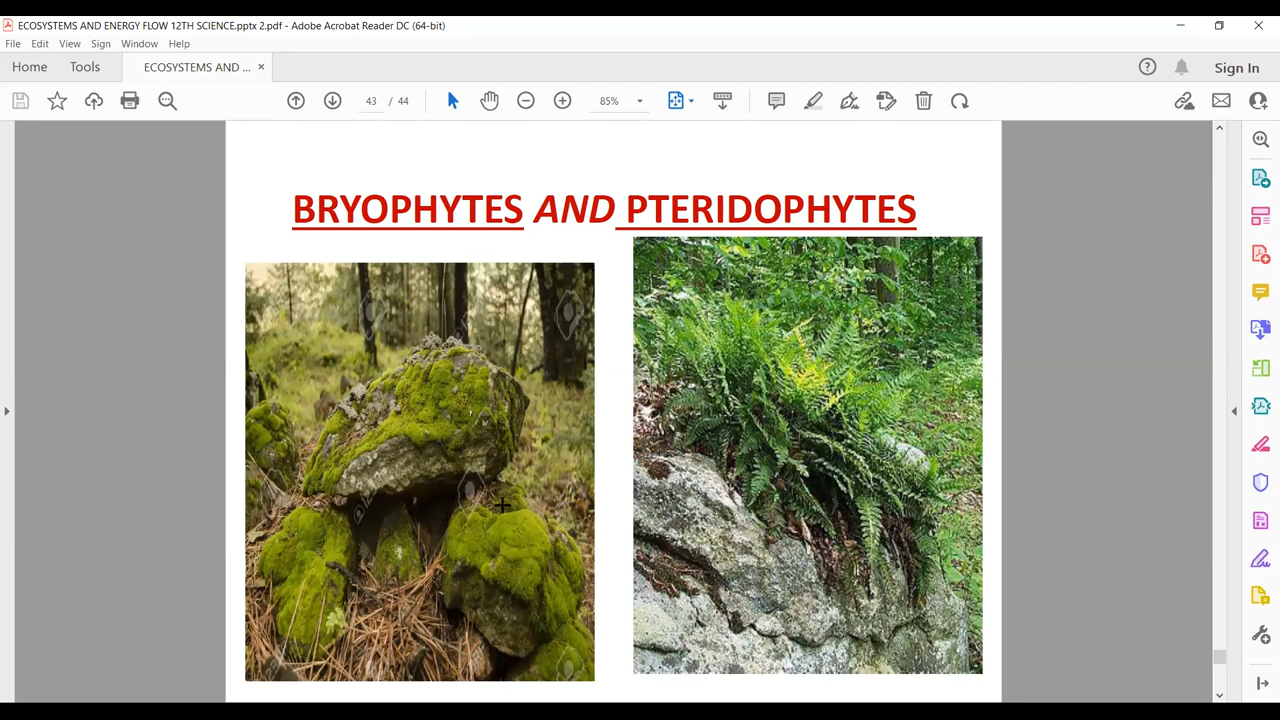 ECOSYSTEMS AND ENERGY FLOW 12TH SCIENCE.pptx 2.pdf - Adobe Acrobat Reader DC (64-bit)
File Edit View Sign Window Help
Home Tools ECOSYSTEMS AND ... × Sign In
43 / 44 85%
BRYOPHYTES AND PTERIDOPHYTES